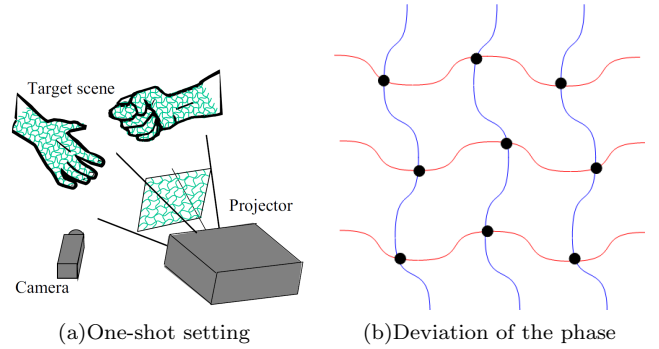 Target scene
Projector
Camera
(a)One-shot setting
(b)Deviation of the phase